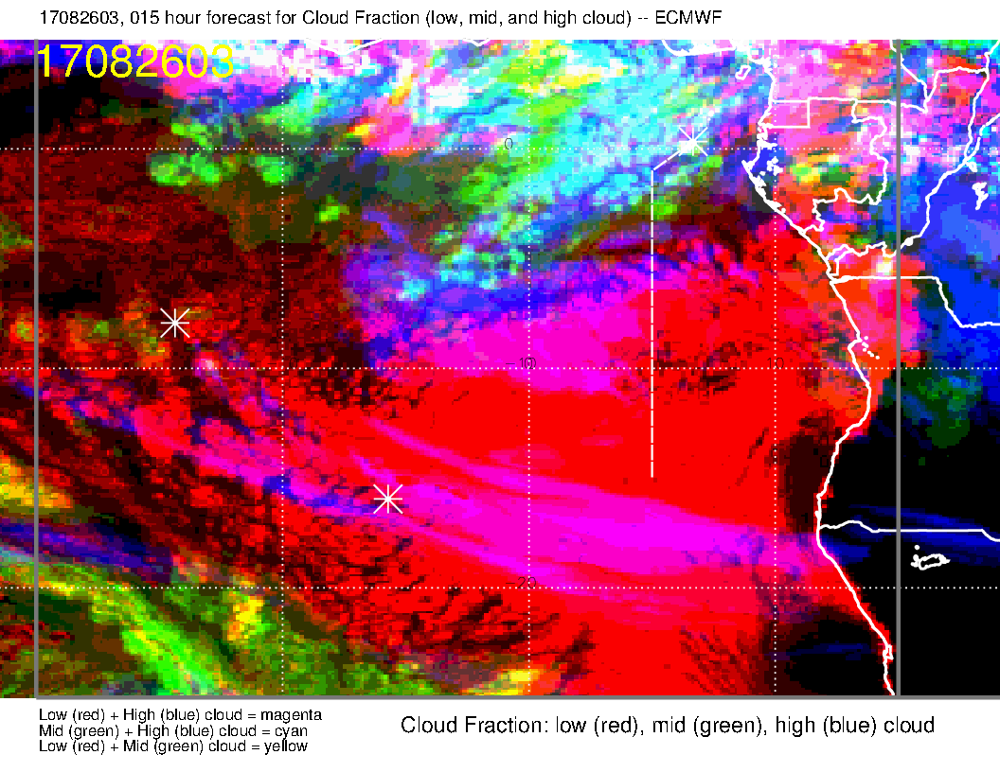 17082603, 015 hour forecast for Cloud Fraction (low, mid, and high cloud) -- ECMWF
17082603
0
-10
0
-20
Low (red) + High (blue) cloud = magenta
Mid (green) + High (blue) cloud = cyan
Low (red) + Mid (green) cloud = yellow
Cloud Fraction: low (red), mid (green), high (blue) cloud